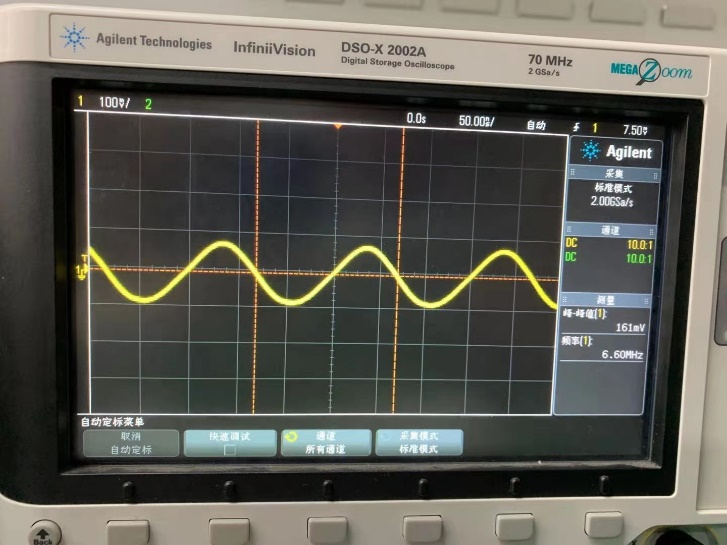 Agilent Technologies InfiniiVision DSO-X 2002A
Digital Storage Oscilloscope
70 MHz
2 GSa/s
MEGA Zoom
1 100▿/ 2 0.0s 50.00▿/ 自动 1 7.50▿
Agilent
采集
标准模式
2.00GSa/s
通道
DC 10.0:1
DC 10.0:1
测量
峰-峰值(1):
161mV
频率(1):
6.60MHz
T
自动定标菜单
取消
自动定标
快速调试
通道
所有通道
采集模式
标准模式
Back